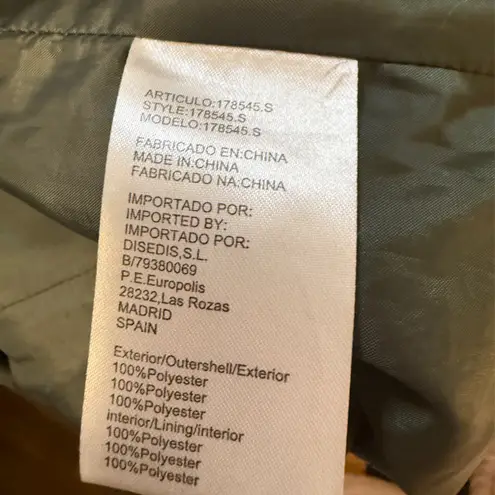 ARTICULO:178545.S
STYLE:178545.S
MODELO:178545.S
FABRICADO EN:CHINA
MADE IN:CHINA
FABRICADO NA:CHINA
IMPORTADO POR:
IMPORTED BY:
IMPORTADO POR:
DISEDIS,S.L.
B/79380069
P.E.Europolis
28232,Las Rozas
MADRID
SPAIN
Exterior/Outershell/Exterior
100%Polyester
100%Polyester
100%Polyester
interior/Lining/interior
100%Polyester
100%Polyester
100%Polyester